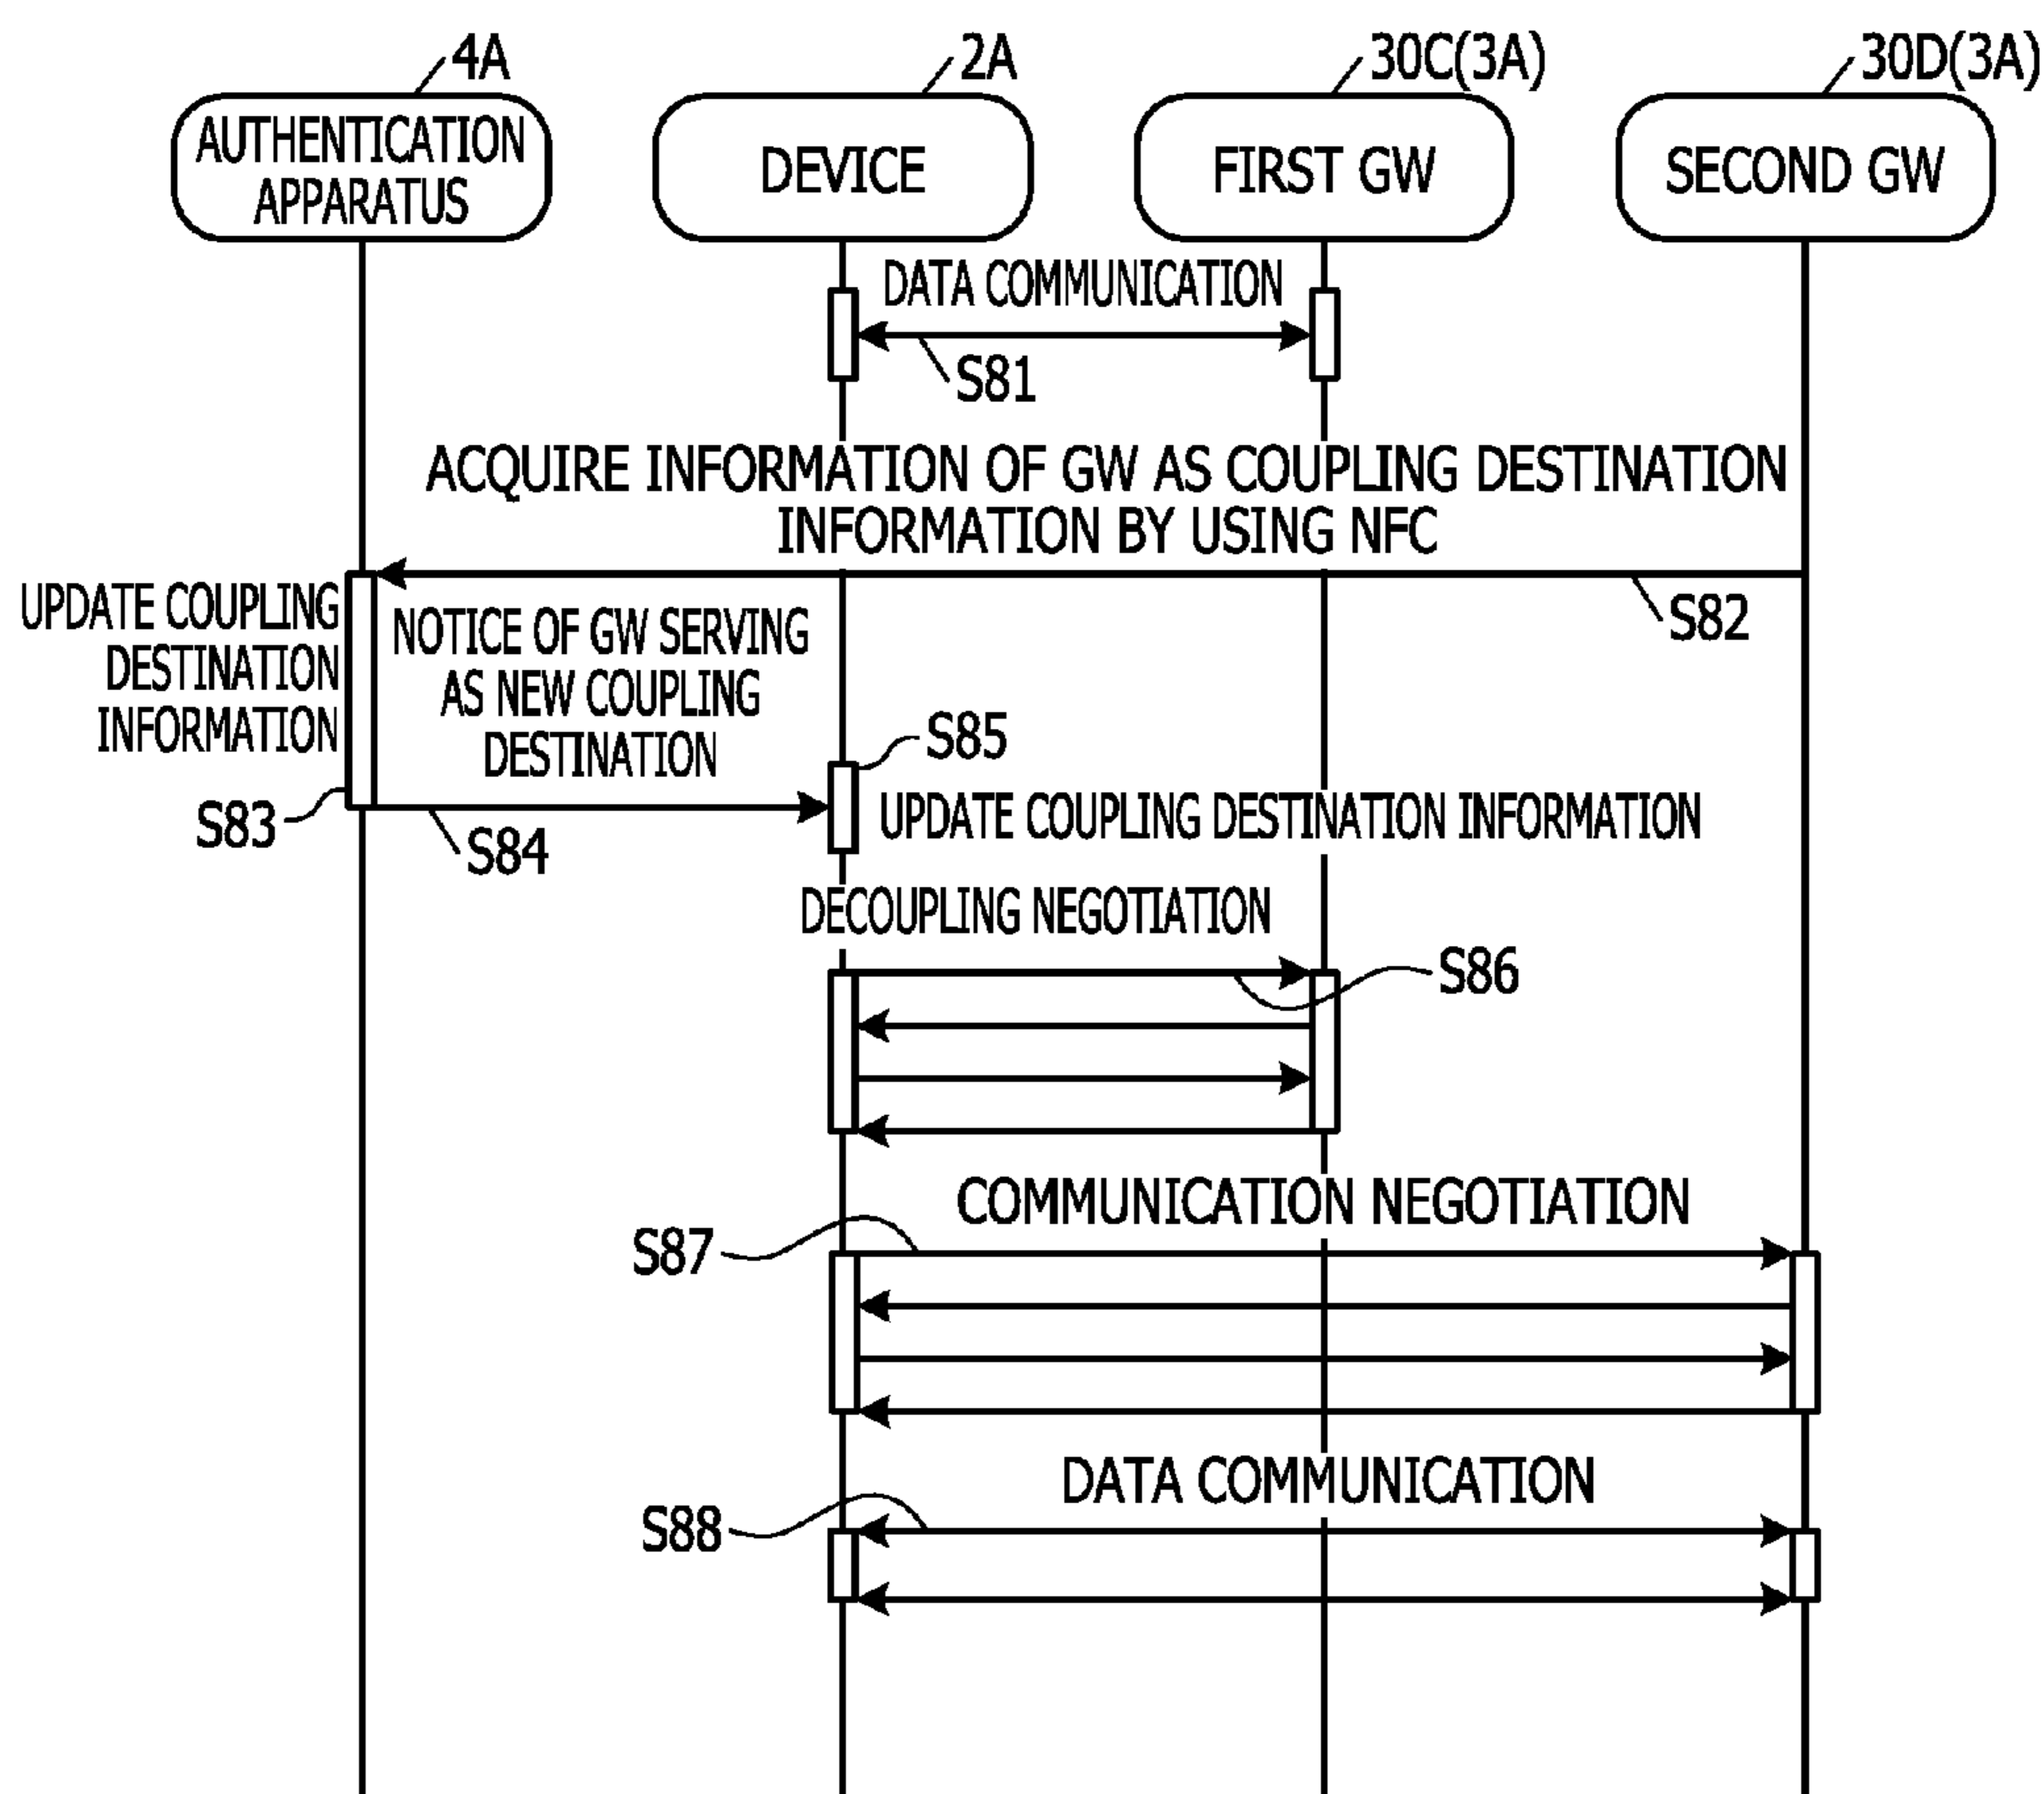 4A
2A
30C(3A)
30D(3A)
AUTHENTICATION
APPARATUS
DEVICE
FIRST GW
SECOND GW
DATA COMMUNICATION
S81
ACQUIRE INFORMATION OF GW AS COUPLING DESTINATION
INFORMATION BY USING NFC
S82
UPDATE COUPLING
DESTINATION
INFORMATION
S83
NOTICE OF GW SERVING
AS NEW COUPLING
DESTINATION
S84
S85
UPDATE COUPLING DESTINATION INFORMATION
DECOUPLING NEGOTIATION
S86
COMMUNICATION NEGOTIATION
S87
DATA COMMUNICATION
S88